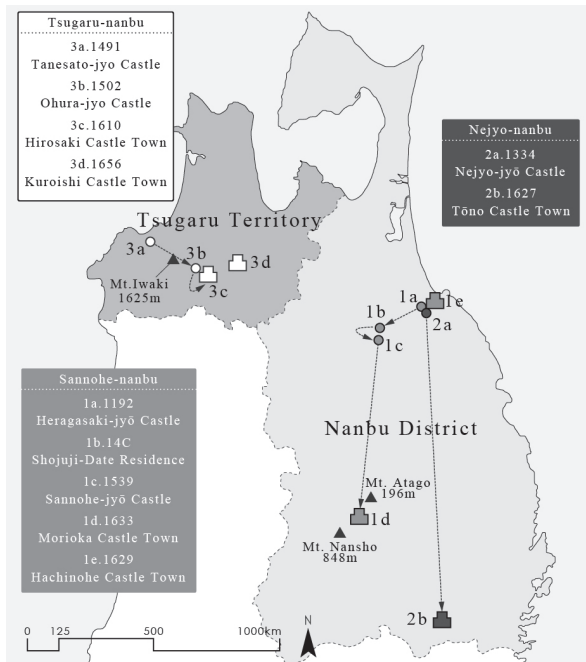 Tsugaru-nanbu
3a.1491
Tanesato-jyo Castle
3b.1502
Ohura-jyo Castle
3c.1610
Hirosaki Castle Town
3d.1656
Kuroishi Castle Town
Nejyo-nanbu
2a.1334
Nejyo-jyō Castle
2b.1627
Tōno Castle Town
Tsugaru Territory
3a
3b
3d
Mt.Iwaki
1625m
3c
1a
1e
1b
2a
1c
Sannohe-nanbu
1a.1192
Heragasaki-jyō Castle
1b.14C
Shojuji-Date Residence
1c.1539
Sannohe-jyō Castle
1d.1633
Morioka Castle Town
1e.1629
Hachinohe Castle Town
Nanbu District
Mt. Atago
196m
1d
Mt. Nansho
848m
2b
N
0 125 500 1000km